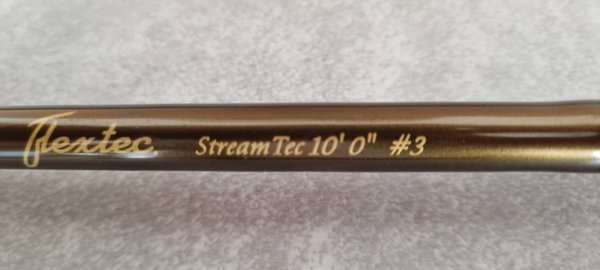 Flextec StreamTec 10' 0" #3